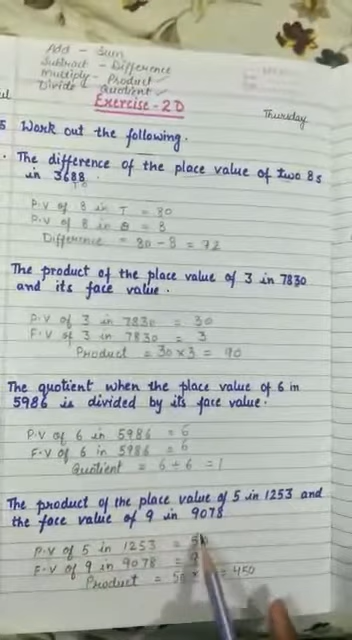 Add - Sum
Subtract - Difference
Multiply - Product
Divide - Quotient
Exercise - 2D
Thursday
5 Work out the following.
. The difference of the place value of two 8s
in 3688.
TO
P.V of 8 in T = 80
P.V of 8 in O = 8
Difference = 80 - 8 = 72
The product of the place value of 3 in 7830
and its face value.
P.V of 3 in 7830 = 30
F.V of 3 in 7830 = 3
Product = 30 × 3 = 90
The quotient when the place value of 6 in
5986 is divided by its face value.
P.V of 6 in 5986 = 6
F.V of 6 in 5986 = 6
Quotient = 6 ÷ 6 = 1
The product of the place value of 5 in 1253 and
the face value of 9 in 9078
P.V of 5 in 1253 = 50
F.V of 9 in 9078 = 9
Product = 50 × = 450